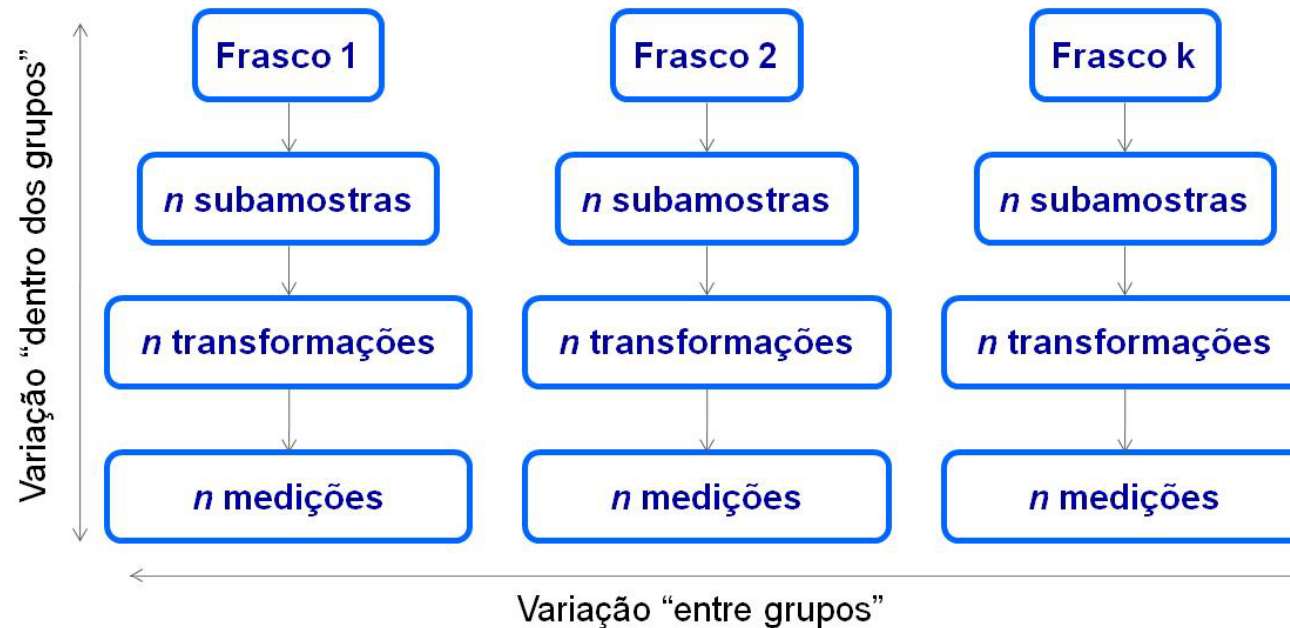 Variação “dentro dos grupos”
Frasco 1
Frasco 2
Frasco k
n subamostras
n subamostras
n subamostras
n transformações
n transformações
n transformações
n medições
n medições
n medições
Variação “entre grupos”